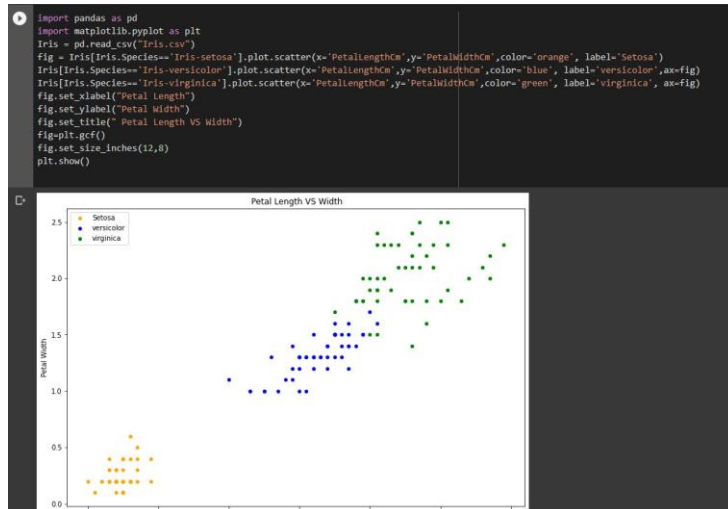 import pandas as pd
import matplotlib.pyplot as plt
Iris = pd.read_csv("Iris.csv")
fig = Iris[Iris.Species=='Iris-setosa'].plot.scatter(x='PetalLengthCm',y='PetalWidthCm',color='orange', label='Setosa')
Iris[Iris.Species=='Iris-versicolor'].plot.scatter(x='PetalLengthCm',y='PetalWidthCm',color='blue', label='versicolor',ax=fig)
Iris[Iris.Species=='Iris-virginica'].plot.scatter(x='PetalLengthCm',y='PetalWidthCm',color='green', label='virginica', ax=fig)
fig.set_xlabel("Petal Length")
fig.set_ylabel("Petal Width")
fig.set_title(" Petal Length VS Width")
fig=plt.gcf()
fig.set_size_inches(12,8)
plt.show()
Petal Length VS Width
Setosa
versicolor
virginica
2.5
2.0
1.5
Petal Width
1.0
0.5
0.0